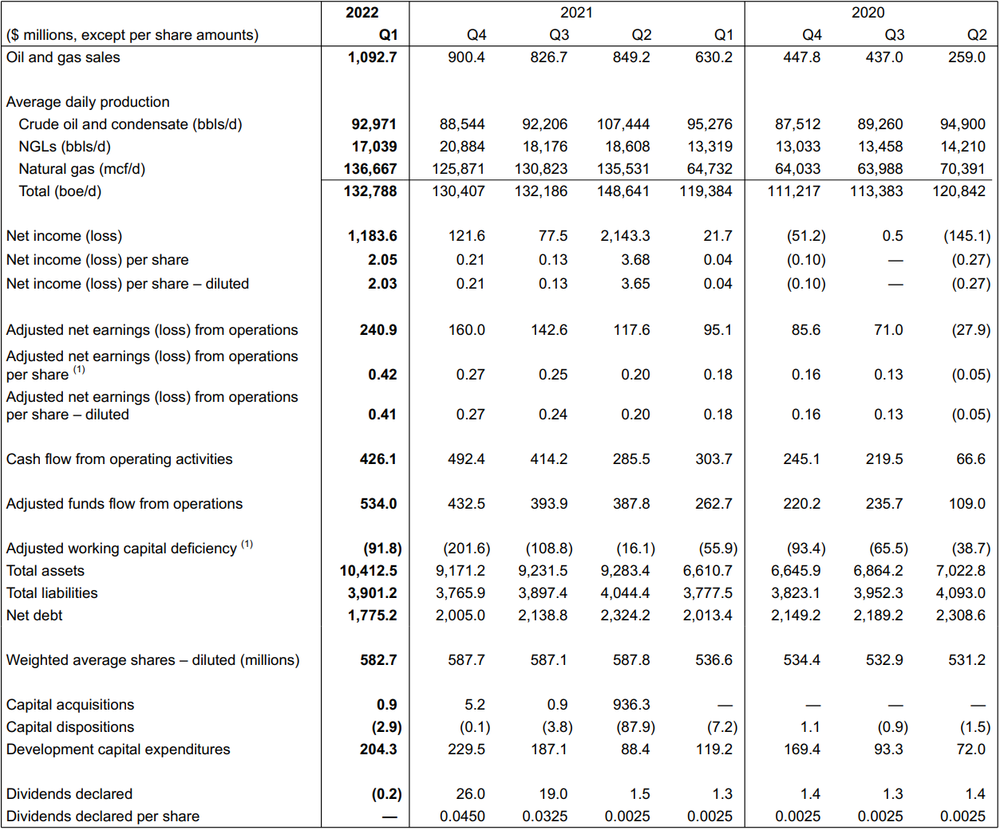 2022 2021 2020
($ millions, except per share amounts) Q1 Q4 Q3 Q2 Q1 Q4 Q3 Q2
Oil and gas sales 1,092.7 900.4 826.7 849.2 630.2 447.8 437.0 259.0
Average daily production
Crude oil and condensate (bbls/d) 92,971 88,544 92,206 107,444 95,276 87,512 89,260 94,900
NGLs (bbls/d) 17,039 20,884 18,176 18,608 13,319 13,033 13,458 14,210
Natural gas (mcf/d) 136,667 125,871 130,823 135,531 64,732 64,033 63,988 70,391
Total (boe/d) 132,788 130,407 132,186 148,641 119,384 111,217 113,383 120,842
Net income (loss) 1,183.6 121.6 77.5 2,143.3 21.7 (51.2) 0.5 (145.1)
Net income (loss) per share 2.05 0.21 0.13 3.68 0.04 (0.10) — (0.27)
Net income (loss) per share – diluted 2.03 0.21 0.13 3.65 0.04 (0.10) — (0.27)
Adjusted net earnings (loss) from operations 240.9 160.0 142.6 117.6 95.1 85.6 71.0 (27.9)
Adjusted net earnings (loss) from operations
per share (1) 0.42 0.27 0.25 0.20 0.18 0.16 0.13 (0.05)
Adjusted net earnings (loss) from operations
per share – diluted 0.41 0.27 0.24 0.20 0.18 0.16 0.13 (0.05)
Cash flow from operating activities 426.1 492.4 414.2 285.5 303.7 245.1 219.5 66.6
Adjusted funds flow from operations 534.0 432.5 393.9 387.8 262.7 220.2 235.7 109.0
Adjusted working capital deficiency (1) (91.8) (201.6) (108.8) (16.1) (55.9) (93.4) (65.5) (38.7)
Total assets 10,412.5 9,171.2 9,231.5 9,283.4 6,610.7 6,645.9 6,864.2 7,022.8
Total liabilities 3,901.2 3,765.9 3,897.4 4,044.4 3,777.5 3,823.1 3,952.3 4,093.0
Net debt 1,775.2 2,005.0 2,138.8 2,324.2 2,013.4 2,149.2 2,189.2 2,308.6
Weighted average shares – diluted (millions) 582.7 587.7 587.1 587.8 536.6 534.4 532.9 531.2
Capital acquisitions 0.9 5.2 0.9 936.3 — — — —
Capital dispositions (2.9) (0.1) (3.8) (87.9) (7.2) 1.1 (0.9) (1.5)
Development capital expenditures 204.3 229.5 187.1 88.4 119.2 169.4 93.3 72.0
Dividends declared (0.2) 26.0 19.0 1.5 1.3 1.4 1.3 1.4
Dividends declared per share — 0.0450 0.0325 0.0025 0.0025 0.0025 0.0025 0.0025